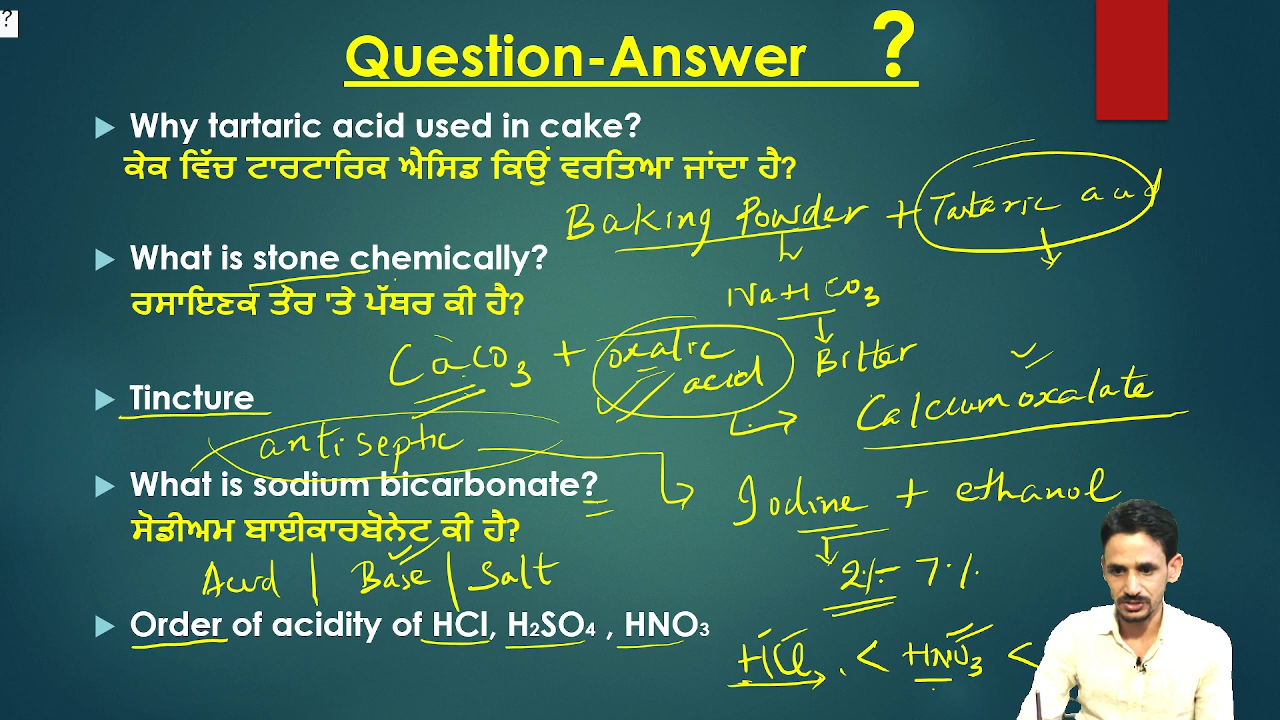 ?
Question-Answer ?
Why tartaric acid used in cake?
ਕੇਕ ਵਿੱਚ ਟਾਰਟਾਰਿਕ ਐਸਿਡ ਕਿਉਂ ਵਰਤਿਆ ਜਾਂਦਾ ਹੈ?
Baking Powder + Tartaric acid
What is stone chemically?
ਰਸਾਇਣਕ ਤੌਰ 'ਤੇ ਪੱਥਰ ਕੀ ਹੈ?
NaHCO3
Bitter
CaCO3 + oxalic acid
Calcium oxalate
Tincture
antiseptic
Iodine + ethanol
2%- 7%
What is sodium bicarbonate?
ਸੋਡੀਅਮ ਬਾਈਕਾਰਬੋਨੇਟ ਕੀ ਹੈ?
Acid | Base | Salt
Order of acidity of HCl, H2SO4 , HNO3
HCl < HNO3 <